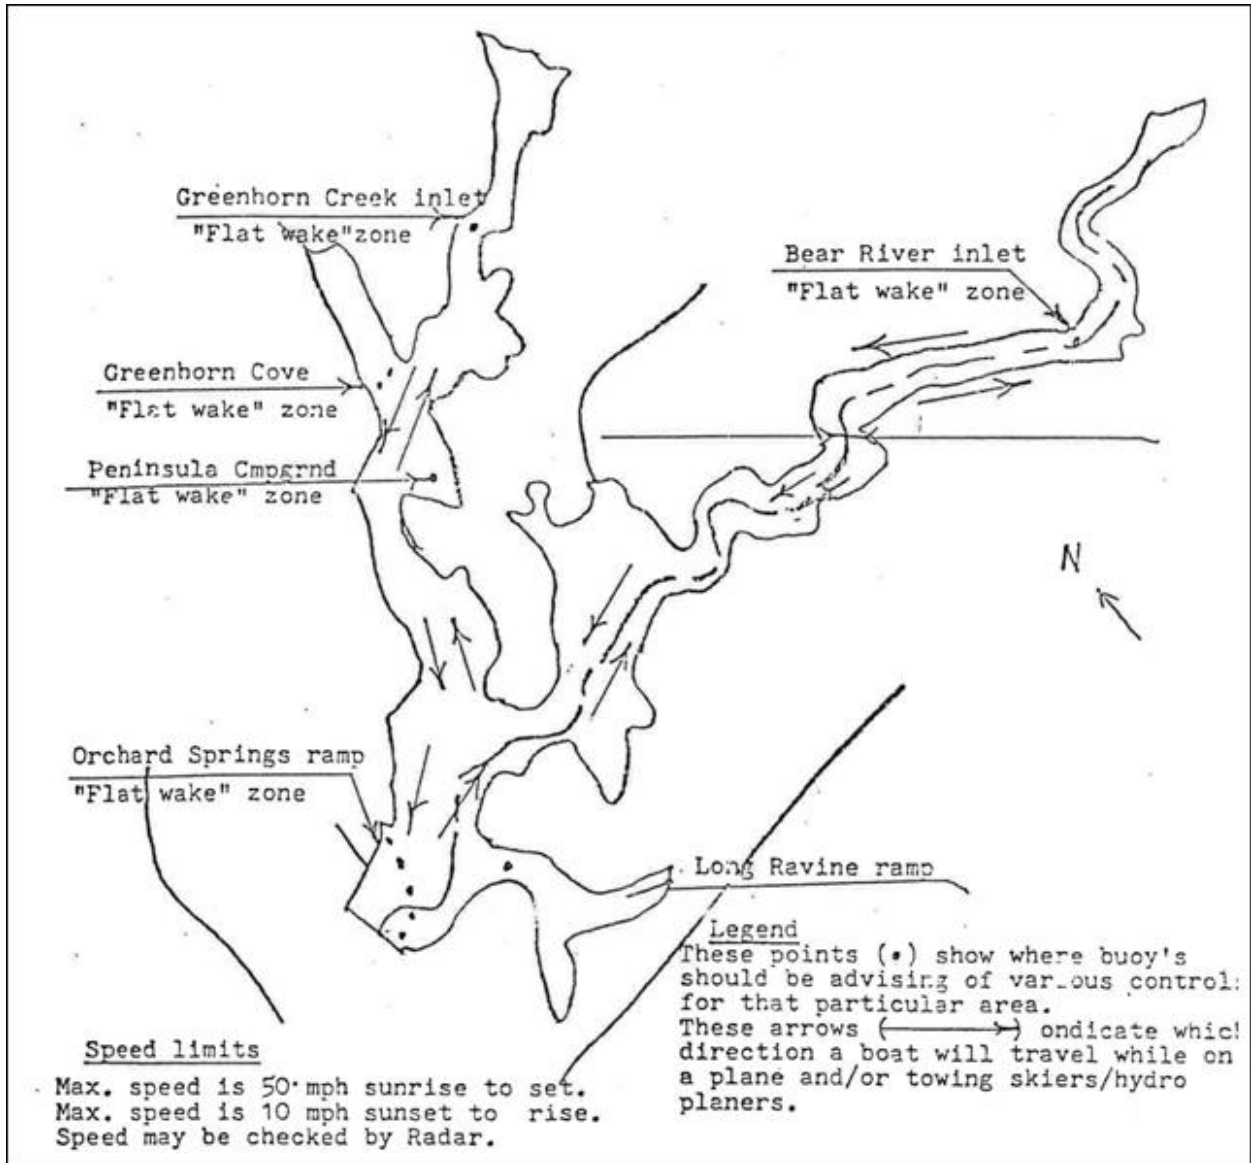 Greenhorn Creek inlet
"Flat wake"zone
Bear River inlet
"Flat wake" zone
Greenhorn Cove
"Flat wake" zone
Peninsula Cmpgrnd
"Flat wake" zone
N
Orchard Springs ramp
"Flat wake" zone
Long Ravine ramp
Legend
These points (•) show where buoy's
should be advising of various control
for that particular area.
These arrows (⟶) ondicate which
direction a boat will travel while on
a plane and/or towing skiers/hydro
planers.
Speed limits
Max. speed is 50 mph sunrise to set.
Max. speed is 10 mph sunset to rise.
Speed may be checked by Radar.